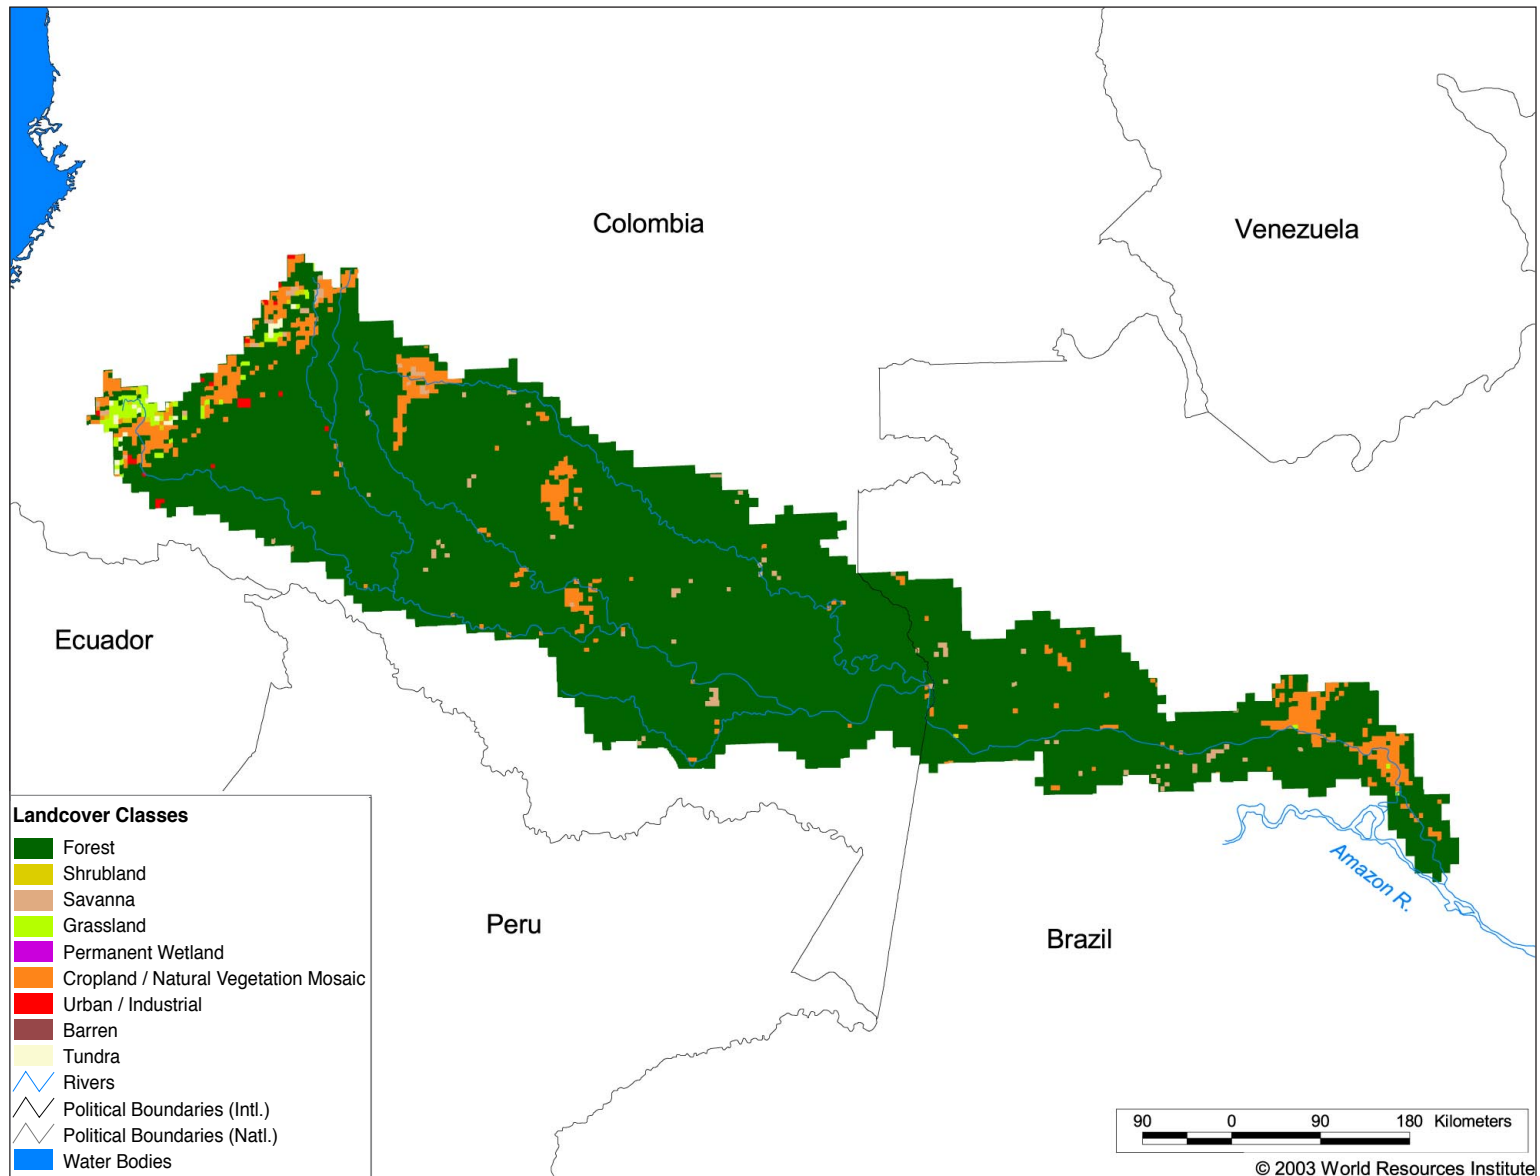 Colombia
Venezuela
Ecuador
Peru
Brazil
Amazon R.
Landcover Classes
Forest
Shrubland
Savanna
Grassland
Permanent Wetland
Cropland / Natural Vegetation Mosaic
Urban / Industrial
Barren
Tundra
Rivers
Political Boundaries (Intl.)
Political Boundaries (Natl.)
Water Bodies
90 0 90 180 Kilometers
© 2003 World Resources Institute